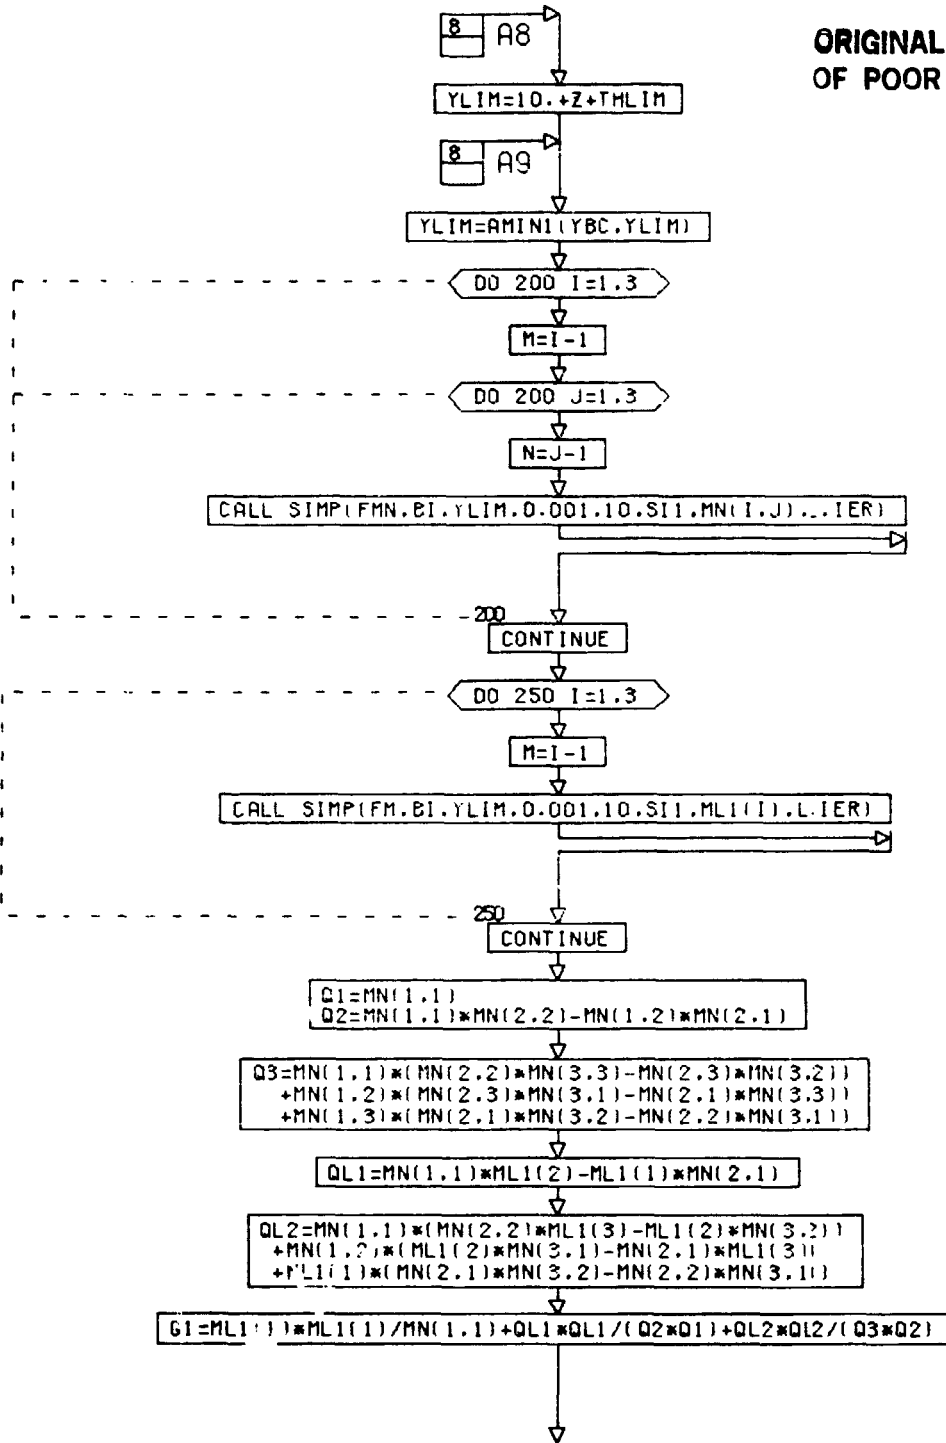 8 A8
ORIGINAL
OF POOR
YLIM=10.+Z+TMLIM
8 A9
YLIM=AMIN1(YBC.YLIM)
DO 200 I=1.3
M=I-1
DO 200 J=1.3
N=J-1
CALL SIMP(FMN.BI.YLIM.0.001.10.SI1.MN(I.J)...IER)
200
CONTINUE
DO 250 I=1.3
M=I-1
CALL SIMP(FM.BI.YLIM.0.001.10.SI1.ML1(I).L.IER)
250
CONTINUE
Q1=MN(1.1)
Q2=MN(1.1)*MN(2.2)-MN(1.2)*MN(2.1)
Q3=MN(1.1)*(MN(2.2)*MN(3.3)-MN(2.3)*MN(3.2))
+MN(1.2)*(MN(2.3)*MN(3.1)-MN(2.1)*MN(3.3))
+MN(1.3)*(MN(2.1)*MN(3.2)-MN(2.2)*MN(3.1))
QL1=MN(1.1)*ML1(2)-ML1(1)*MN(2.1)
QL2=MN(1.1)*(MN(2.2)*ML1(3)-ML1(2)*MN(3.2))
+MN(1.2)*(ML1(2)*MN(3.1)-MN(2.1)*ML1(3))
+ML1(1)*(MN(2.1)*MN(3.2)-MN(2.2)*MN(3.1))
G1=ML1(1)*ML1(1)/MN(1.1)+QL1*QL1/(Q2*Q1)+QL2*QL2/(Q3*Q2)